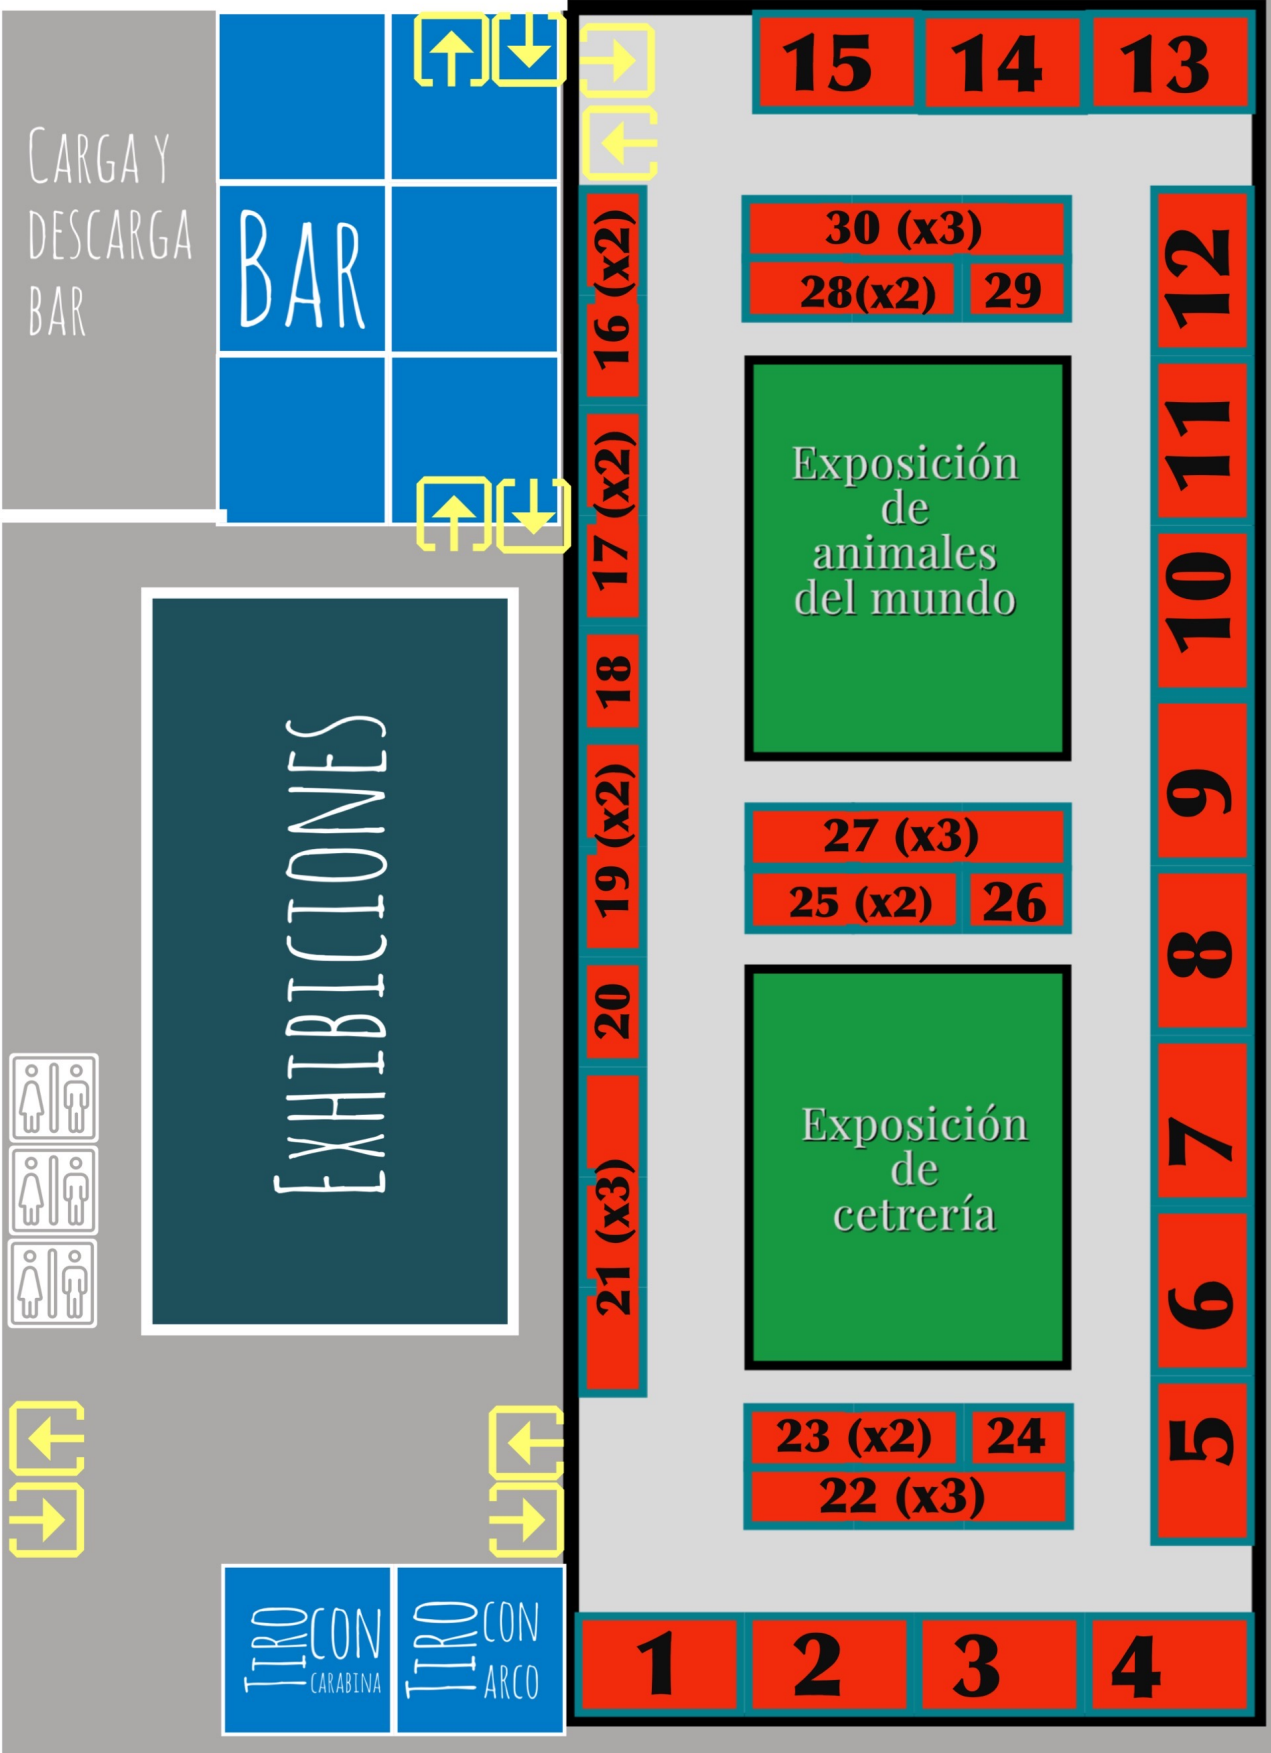 CARGA Y
DESCARGA
BAR
BAR
15
14
13
30 (x3)
28(x2)
29
16 (x2)
17 (x2)
18
19 (x2)
20
21 (x3)
Exposición
de
animales
del mundo
12
11
10
9
8
7
6
5
EXHIBICIONES
27 (x3)
25 (x2)
26
Exposición
de
cetrería
23 (x2)
24
22 (x3)
TIRO
CON
CARABINA
TIRO
CON
ARCO
1
2
3
4